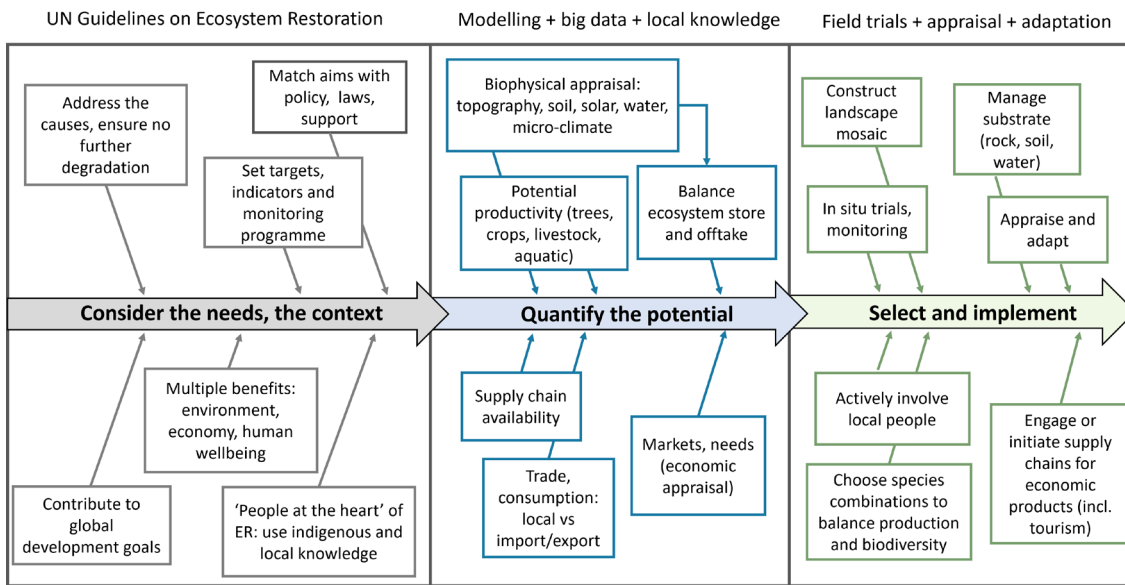 UN Guidelines on Ecosystem Restoration
Modelling + big data + local knowledge
Field trials + appraisal + adaptation
Address the
causes, ensure no
further
degradation
Match aims with
policy, laws,
support
Set targets,
indicators and
monitoring
programme
Consider the needs, the context
Multiple benefits:
environment,
economy, human
wellbeing
Contribute to
global
development goals
‘People at the heart’ of
ER: use indigenous and
local knowledge
Biophysical appraisal:
topography, soil, solar, water,
micro-climate
Potential
productivity (trees,
crops, livestock,
aquatic)
Balance
ecosystem store
and offtake
Quantify the potential
Supply chain
availability
Trade,
consumption:
local vs
import/export
Markets, needs
(economic
appraisal)
Construct
landscape
mosaic
Manage
substrate
(rock, soil,
water)
In situ trials,
monitoring
Appraise and
adapt
Select and implement
Actively involve
local people
Choose species
combinations to
balance production
and biodiversity
Engage or
initiate supply
chains for
economic
products (incl.
tourism)